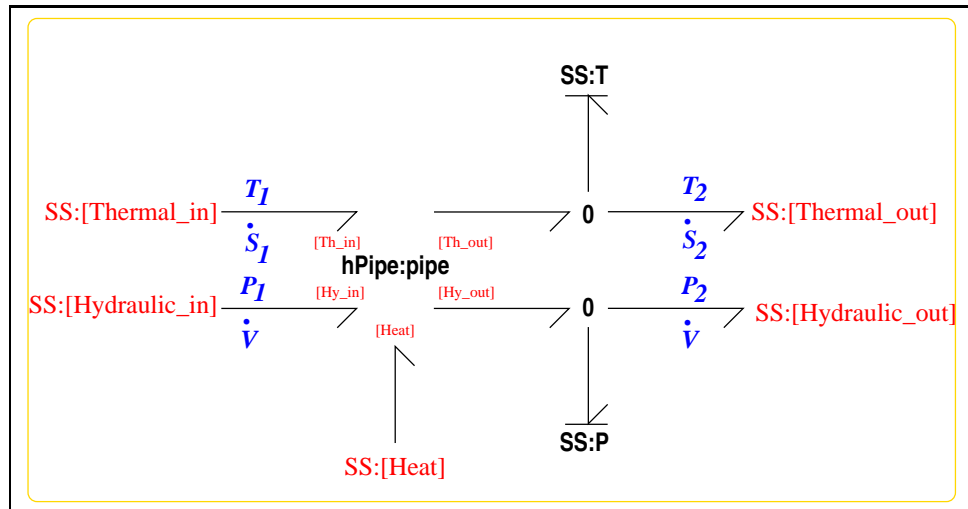 SS:T
T1 T2
SS:[Thermal_in] 0 SS:[Thermal_out]
Ṡ1 [Th_in] [Th_out] Ṡ2
hPipe:pipe
P1 [Hy_in] [Hy_out] P2
SS:[Hydraulic_in] 0 SS:[Hydraulic_out]
V̇ [Heat] V̇
SS:P
SS:[Heat]